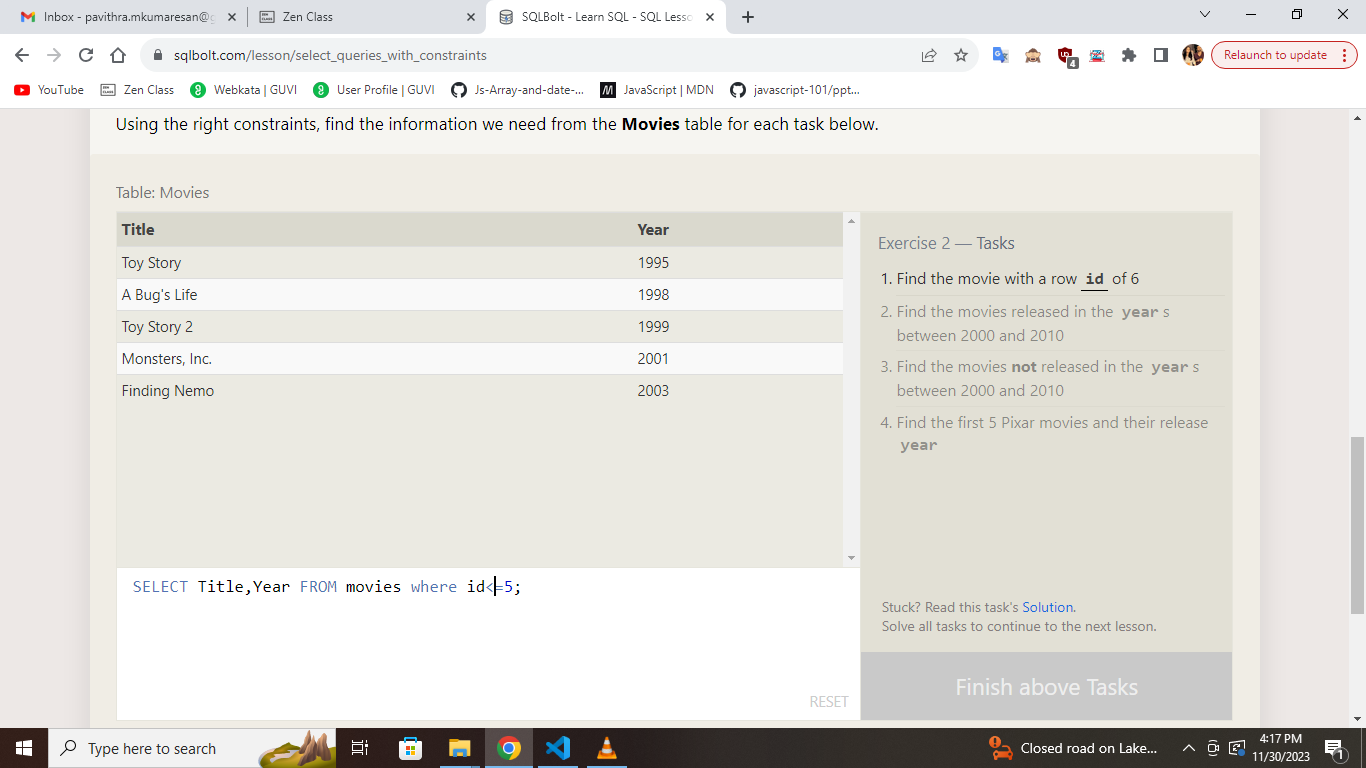 Inbox - pavithra.mkumaresan@g
Zen Class
SQLBolt - Learn SQL - SQL Lesso
sqlbolt.com/lesson/select_queries_with_constraints
4
Relaunch to update
YouTube
Zen Class
Webkata | GUVI
User Profile | GUVI
Js-Array-and-date-...
JavaScript | MDN
javascript-101/ppt...
Using the right constraints, find the information we need from the Movies table for each task below.
Table: Movies
Title Year
Toy Story 1995
A Bug's Life 1998
Toy Story 2 1999
Monsters, Inc. 2001
Finding Nemo 2003
SELECT Title,Year FROM movies where id<=5;
RESET
Exercise 2 — Tasks
1. Find the movie with a row id of 6
2. Find the movies released in the year s
between 2000 and 2010
3. Find the movies not released in the year s
between 2000 and 2010
4. Find the first 5 Pixar movies and their release
year
Stuck? Read this task's Solution.
Solve all tasks to continue to the next lesson.
Finish above Tasks
Type here to search
Closed road on Lake...
4:17 PM
11/30/2023
1